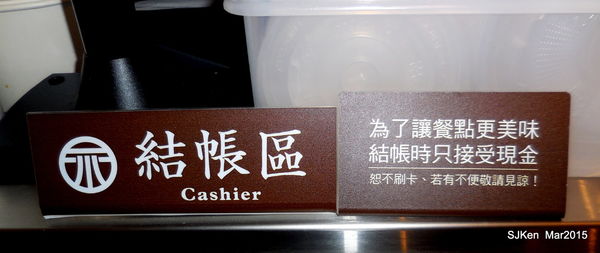 結帳區
Cashier
為了讓餐點更美味
結帳時只接受現金
恕不刷卡、若有不便敬請見諒！
SJKen Mar2015